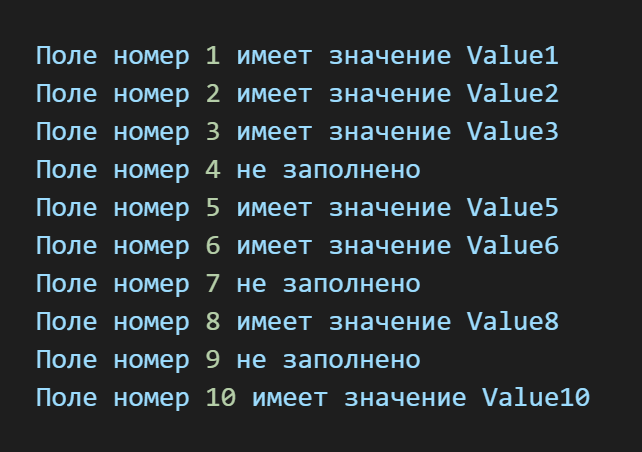 Поле номер 1 имеет значение Value1
Поле номер 2 имеет значение Value2
Поле номер 3 имеет значение Value3
Поле номер 4 не заполнено
Поле номер 5 имеет значение Value5
Поле номер 6 имеет значение Value6
Поле номер 7 не заполнено
Поле номер 8 имеет значение Value8
Поле номер 9 не заполнено
Поле номер 10 имеет значение Value10